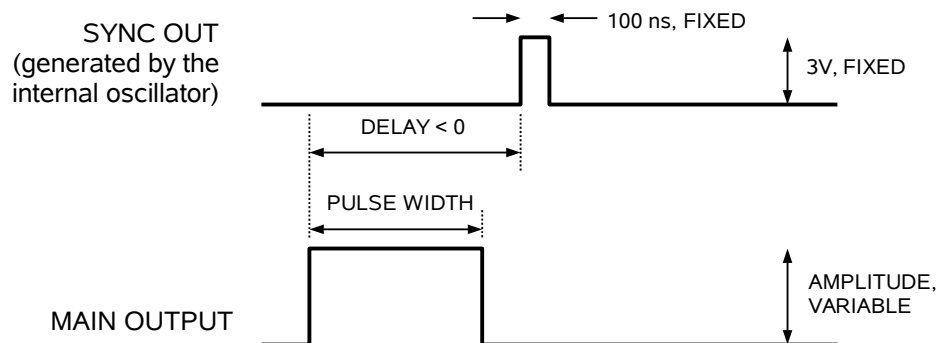 100 ns, FIXED
SYNC OUT
(generated by the
internal oscillator)
3V, FIXED
DELAY < 0
PULSE WIDTH
AMPLITUDE,
VARIABLE
MAIN OUTPUT